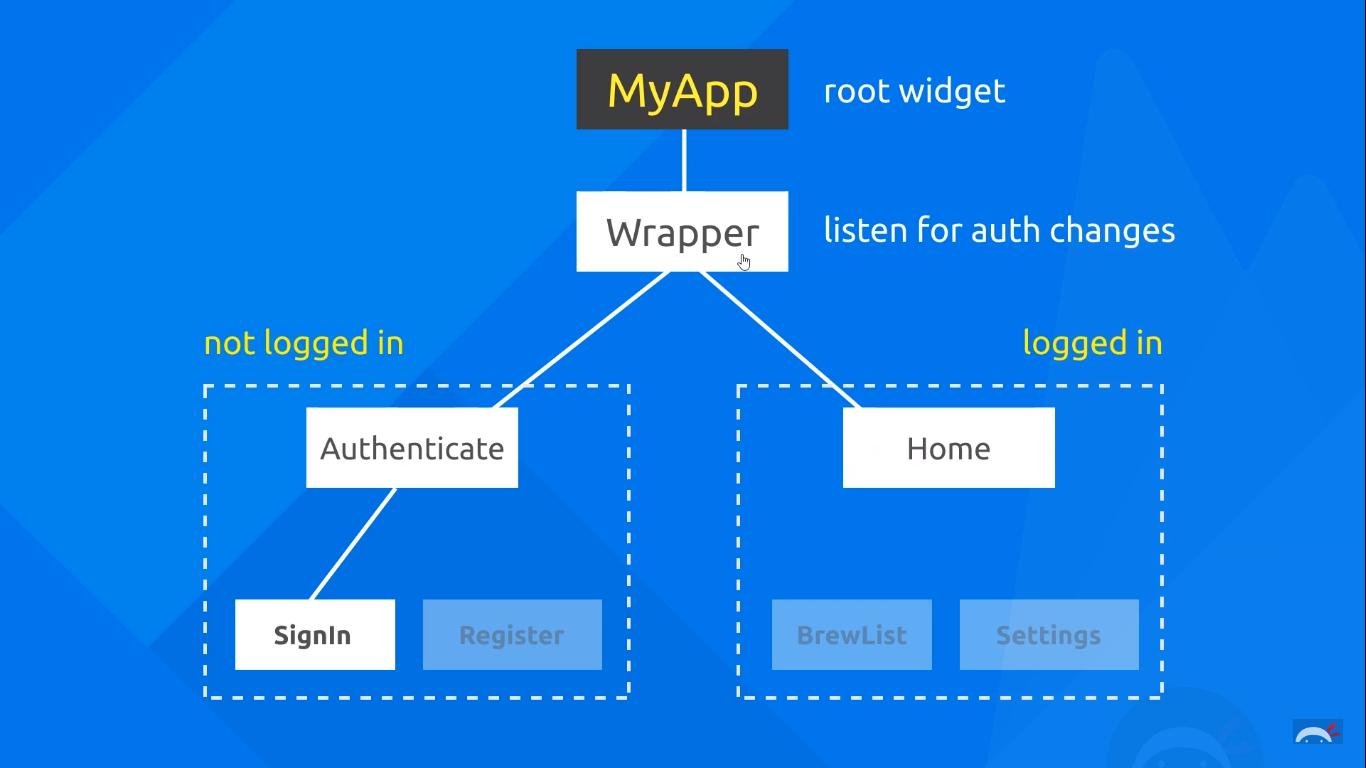 MyApp
root widget
Wrapper
listen for auth changes
not logged in
logged in
Authenticate
Home
SignIn
Register
BrewList
Settings